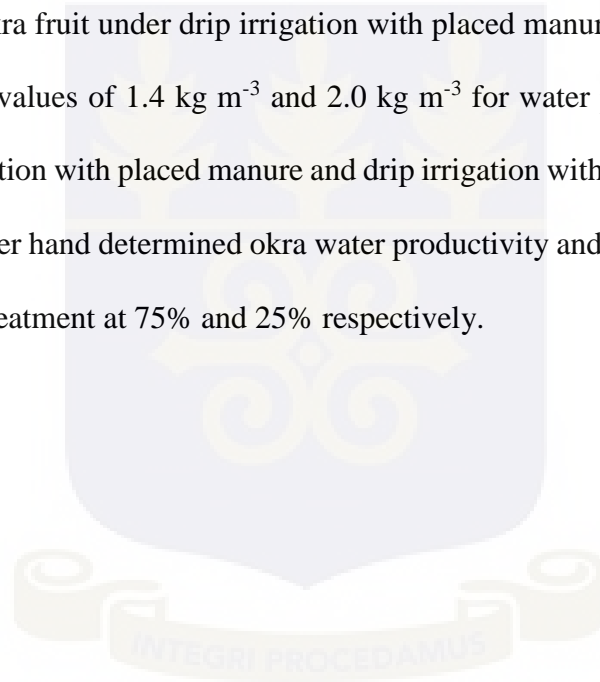 ra fruit under drip irrigation with placed manur
values of 1.4 kg m-3 and 2.0 kg m-3 for water
tion with placed manure and drip irrigation with
er hand determined okra water productivity and
eatment at 75% and 25% respectively.
INTEGRI PROCEDAMUS